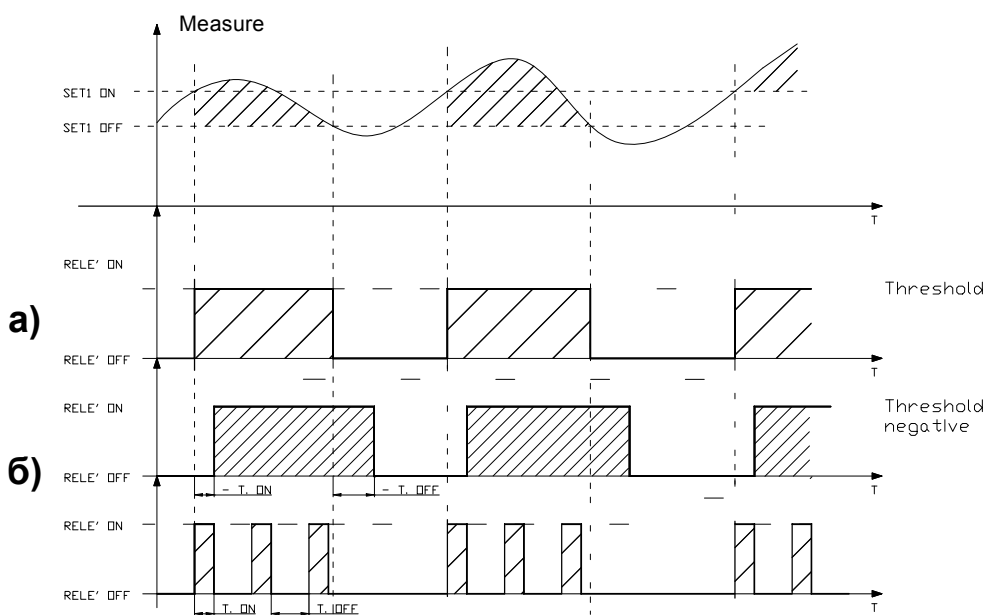 Measure
SET1 ON
SET1 OFF
T
RELE' ON
Threshold
а)
RELE' OFF
T
RELE' ON
Threshold
negative
б)
RELE' OFF
T
- T. ON
- T. OFF
RELE' ON
RELE' OFF
T
T. ON
T. OFF